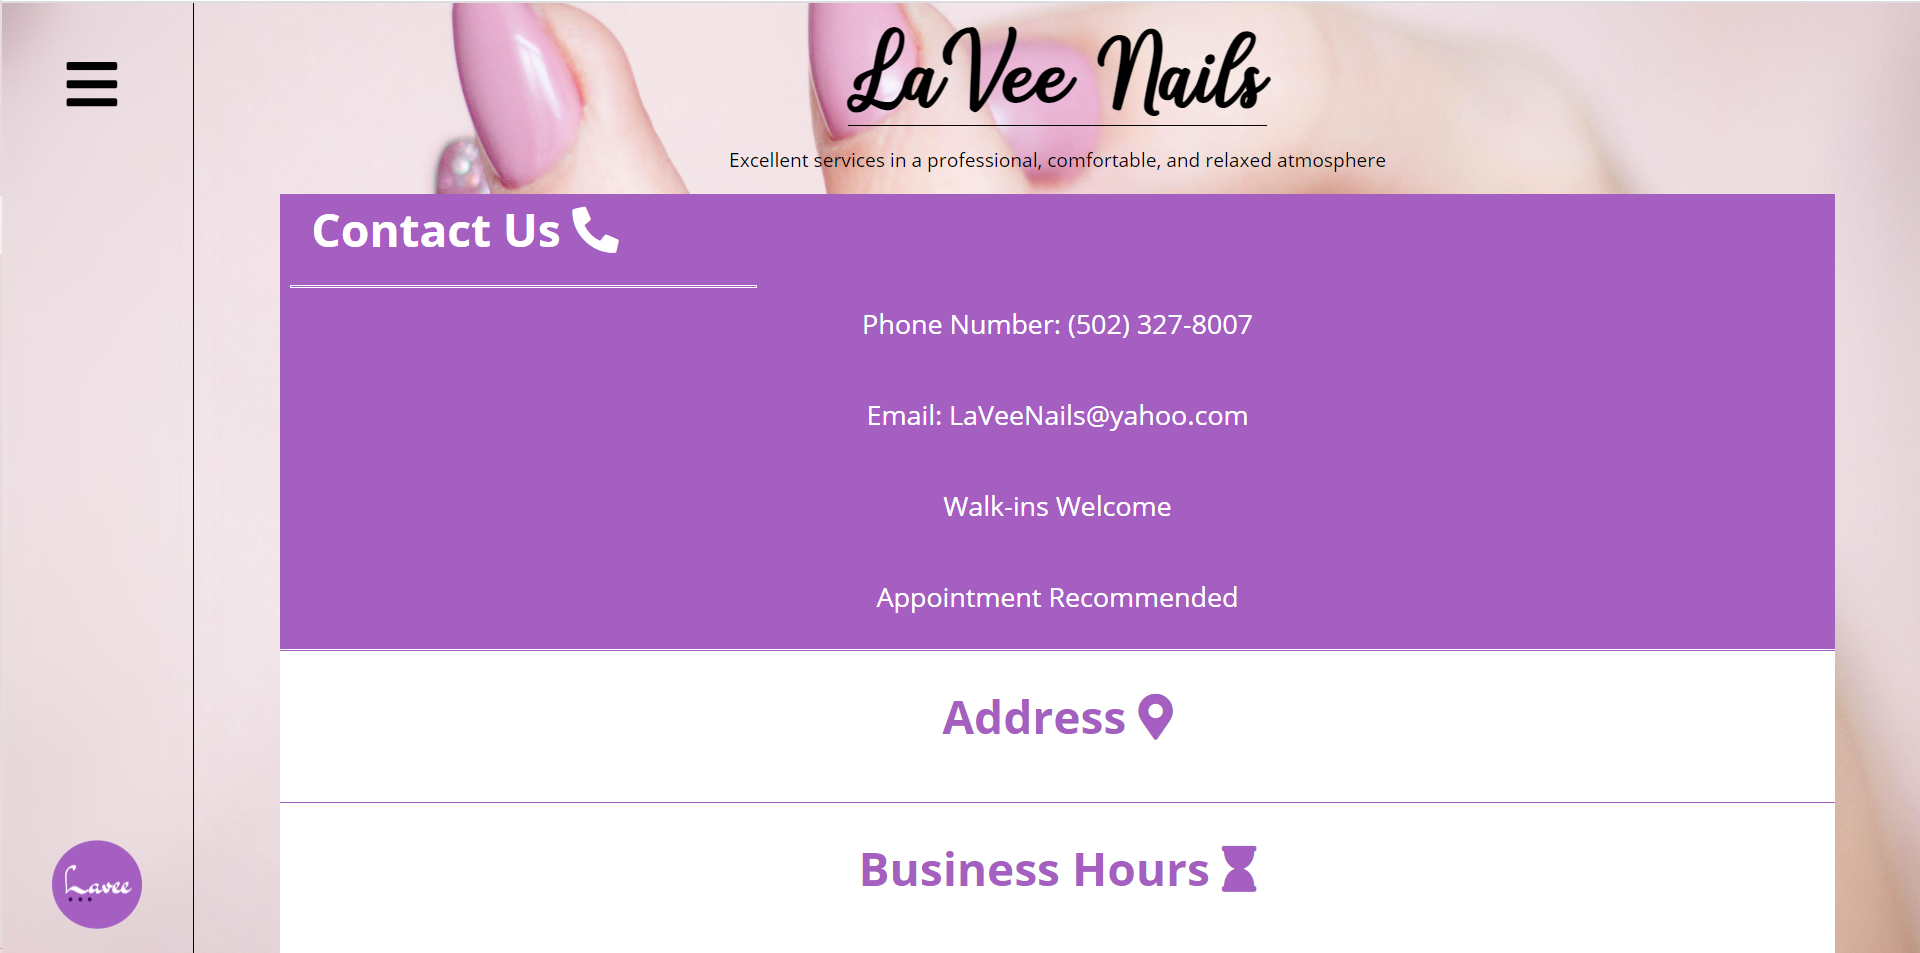 LaVee Nails
Excellent services in a professional, comfortable, and relaxed atmosphere
Contact Us
Phone Number: (502) 327-8007
Email: LaVeeNails@yahoo.com
Walk-ins Welcome
Appointment Recommended
Address
Business Hours
Lavee